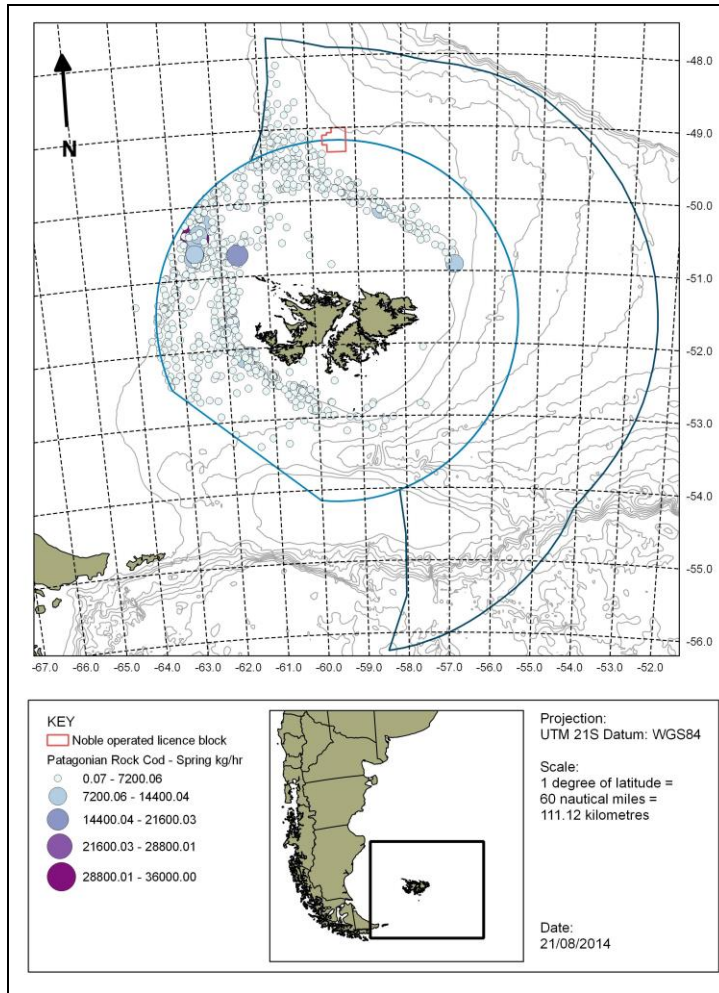 N
-48.0
-49.0
-50.0
-51.0
-52.0
-53.0
-54.0
-55.0
-56.0
-67.0 -66.0 -65.0 -64.0 -63.0 -62.0 -61.0 -60.0 -59.0 -58.0 -57.0 -56.0 -55.0 -54.0 -53.0 -52.0
KEY
Noble operated licence block
Patagonian Rock Cod - Spring kg/hr
0.07 - 7200.06
7200.06 - 14400.04
14400.04 - 21600.03
21600.03 - 28800.01
28800.01 - 36000.00
Projection:
UTM 21S Datum: WGS84
Scale:
1 degree of latitude =
60 nautical miles =
111.12 kilometres
Date:
21/08/2014